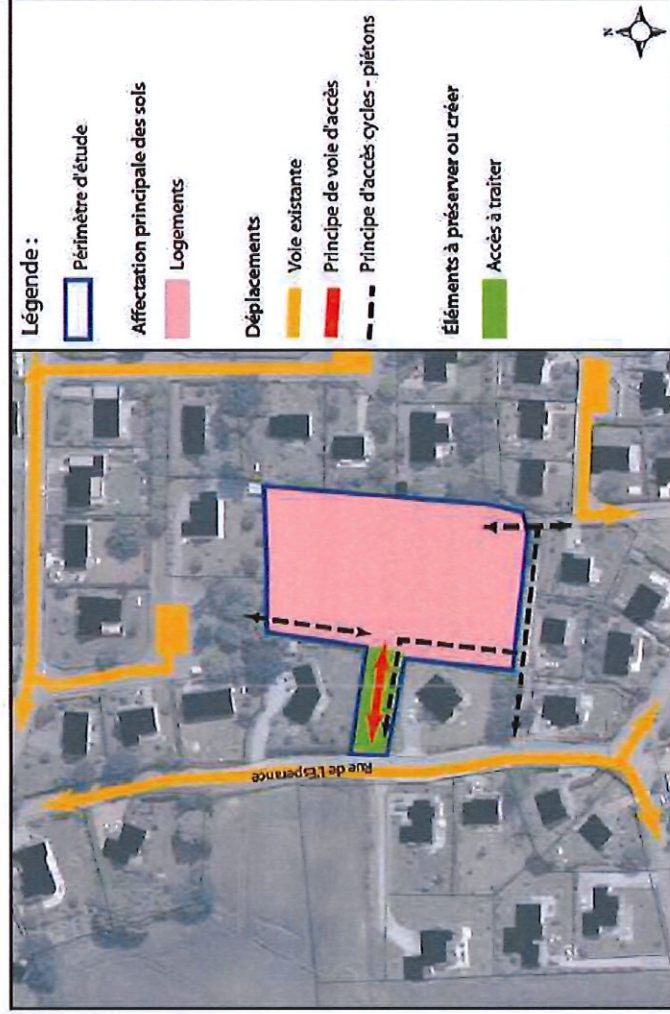 Légende :
Périmètre d'étude
Affectation principale des sols
Logements
Déplacements
Voie existante
Principe de voie d'accès
Principe d'accès cycles - piétons
Éléments à préserver ou créer
Accès à traiter
Rue de L'Esperance
N